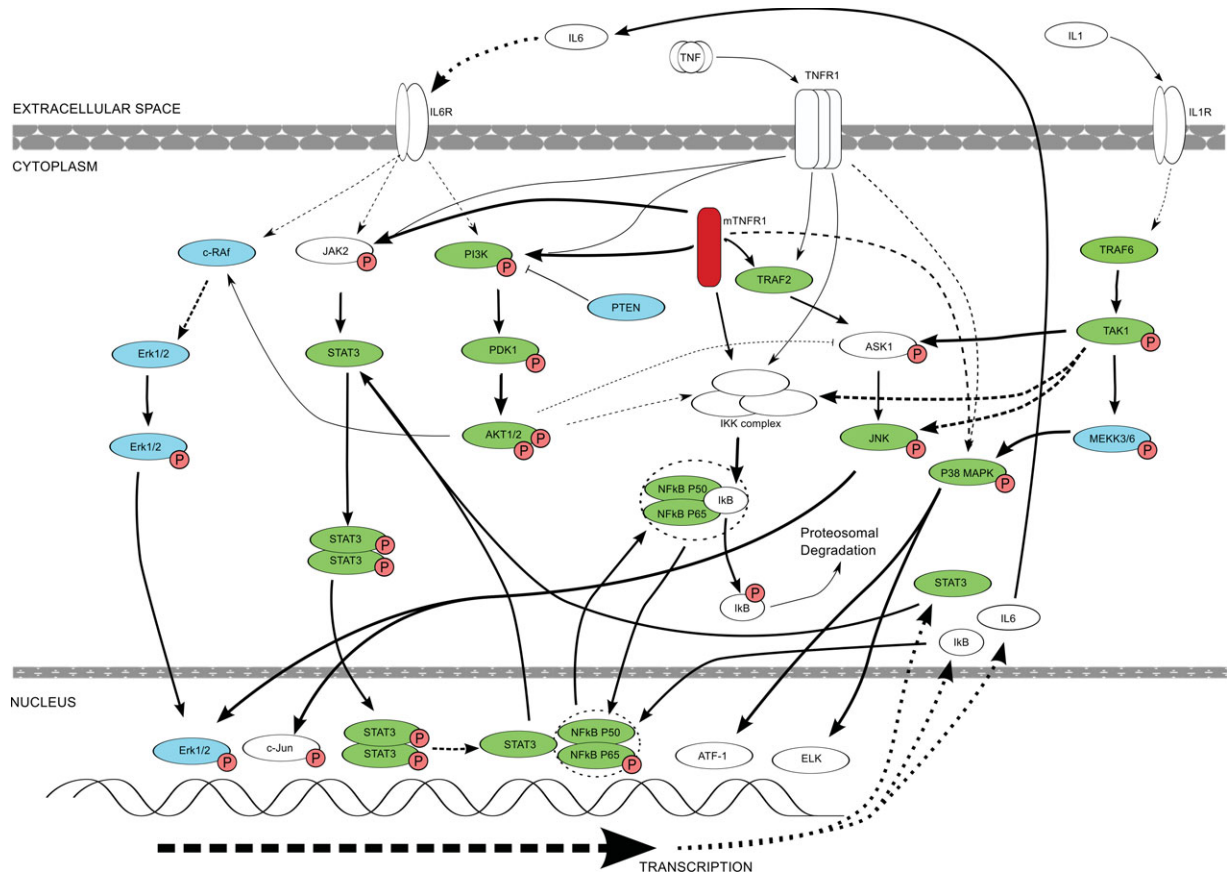 IL6
TNF
TNFR1
IL1
EXTRACELLULAR SPACE
IL6R
IL1R
CYTOPLASM
mTNFR1
c-RAf
JAK2
P
PI3K
P
TRAF2
TRAF6
PTEN
Erk1/2
STAT3
PDK1
P
ASK1
P
TAK1
P
IKK complex
Erk1/2
P
AKT1/2
P
P
JNK
P
MEKK3/6
P
P38 MAPK
P
NFkB P50
NFkB P65
IkB
STAT3
P
STAT3
P
Proteosomal
Degradation
P
IkB
STAT3
IL6
IkB
NUCLEUS
Erk1/2
P
c-Jun
P
STAT3
P
STAT3
P
STAT3
NFkB P50
NFkB P65
P
ATF-1
ELK
TRANSCRIPTION